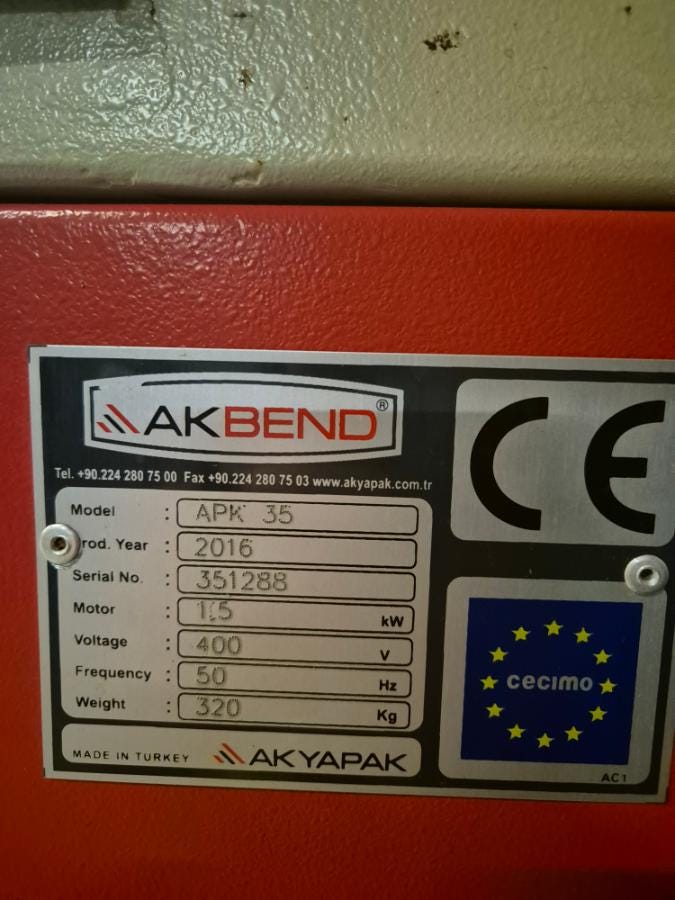 AKBEND®
CE
Tel. +90.224 280 75 00 Fax +90.224 280 75 03 www.akyapak.com.tr
Model : APK 35
rod. Year : 2016
Serial No. : 351288
Motor : 1,5 kW
Voltage : 400 V
Frequency : 50 Hz
Weight : 320 Kg
cecimo
MADE IN TURKEY AKYAPAK
AC1